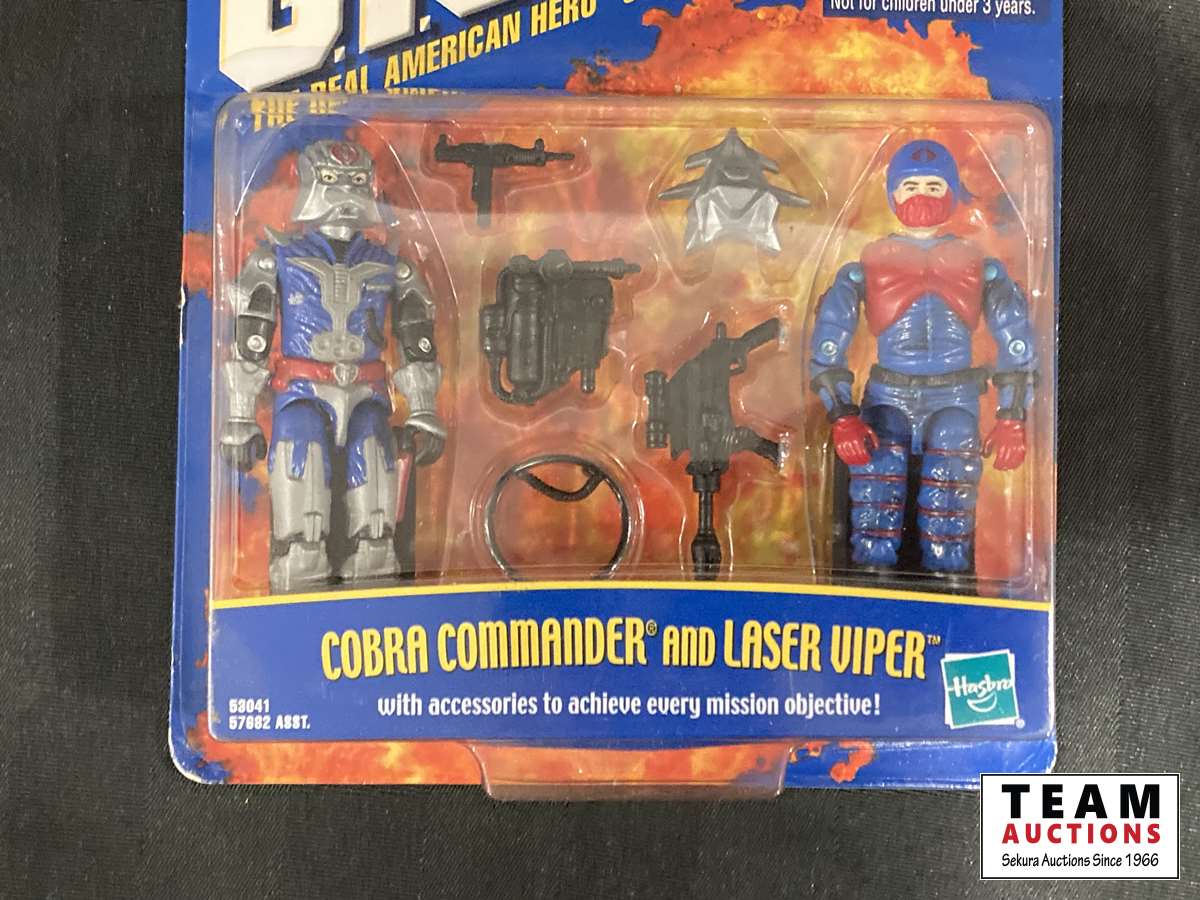 G.I.
THE REAL AMERICAN HERO
Not for children under 3 years.
COBRA COMMANDER® AND LASER VIPER™
with accessories to achieve every mission objective!
53041
57682 ASST.
Hasbro
®
TEAM
AUCTIONS
Sekura Auctions Since 1966